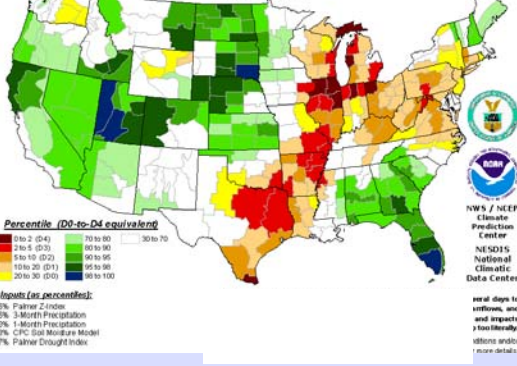 NOAA
NWS / NCEP
Climate
Prediction
Center
NESDIS
National
Climatic
Data Center
Percentile (D0-to-D4 equivalent)
0 to 2 (D4) 70 to 80 30 to 70
2 to 5 (D3) 80 to 90
5 to 10 (D2) 90 to 95
10 to 20 (D1) 95 to 98
20 to 30 (D0) 98 to 100
Inputs (as percentiles):
% Palmer Z-Index
% 3-Month Precipitation
% 1-Month Precipitation
% CPC Soil Moisture Model
% Palmer Drought Index
eral days to
mflows, and
and impacts
too literally.
ditions and/o
more details